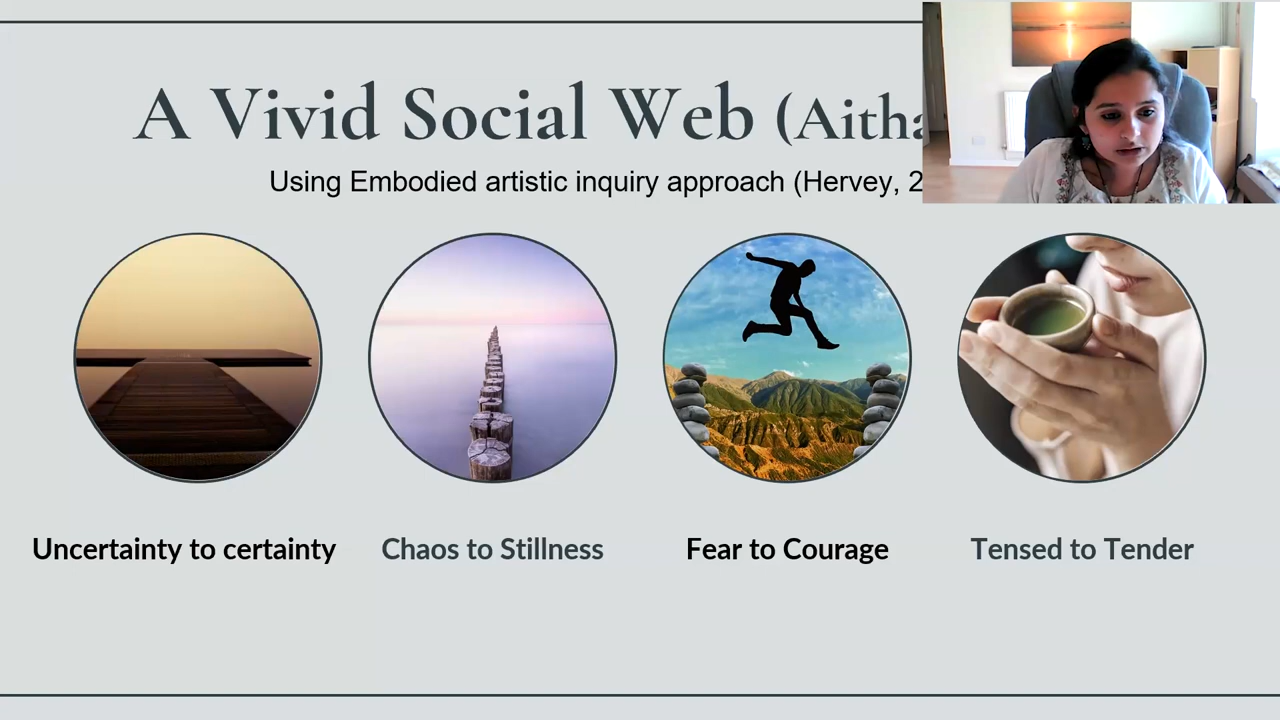 A Vivid Social Web (Aitha
Using Embodied artistic inquiry approach (Hervey, 2
Uncertainty to certainty
Chaos to Stillness
Fear to Courage
Tensed to Tender